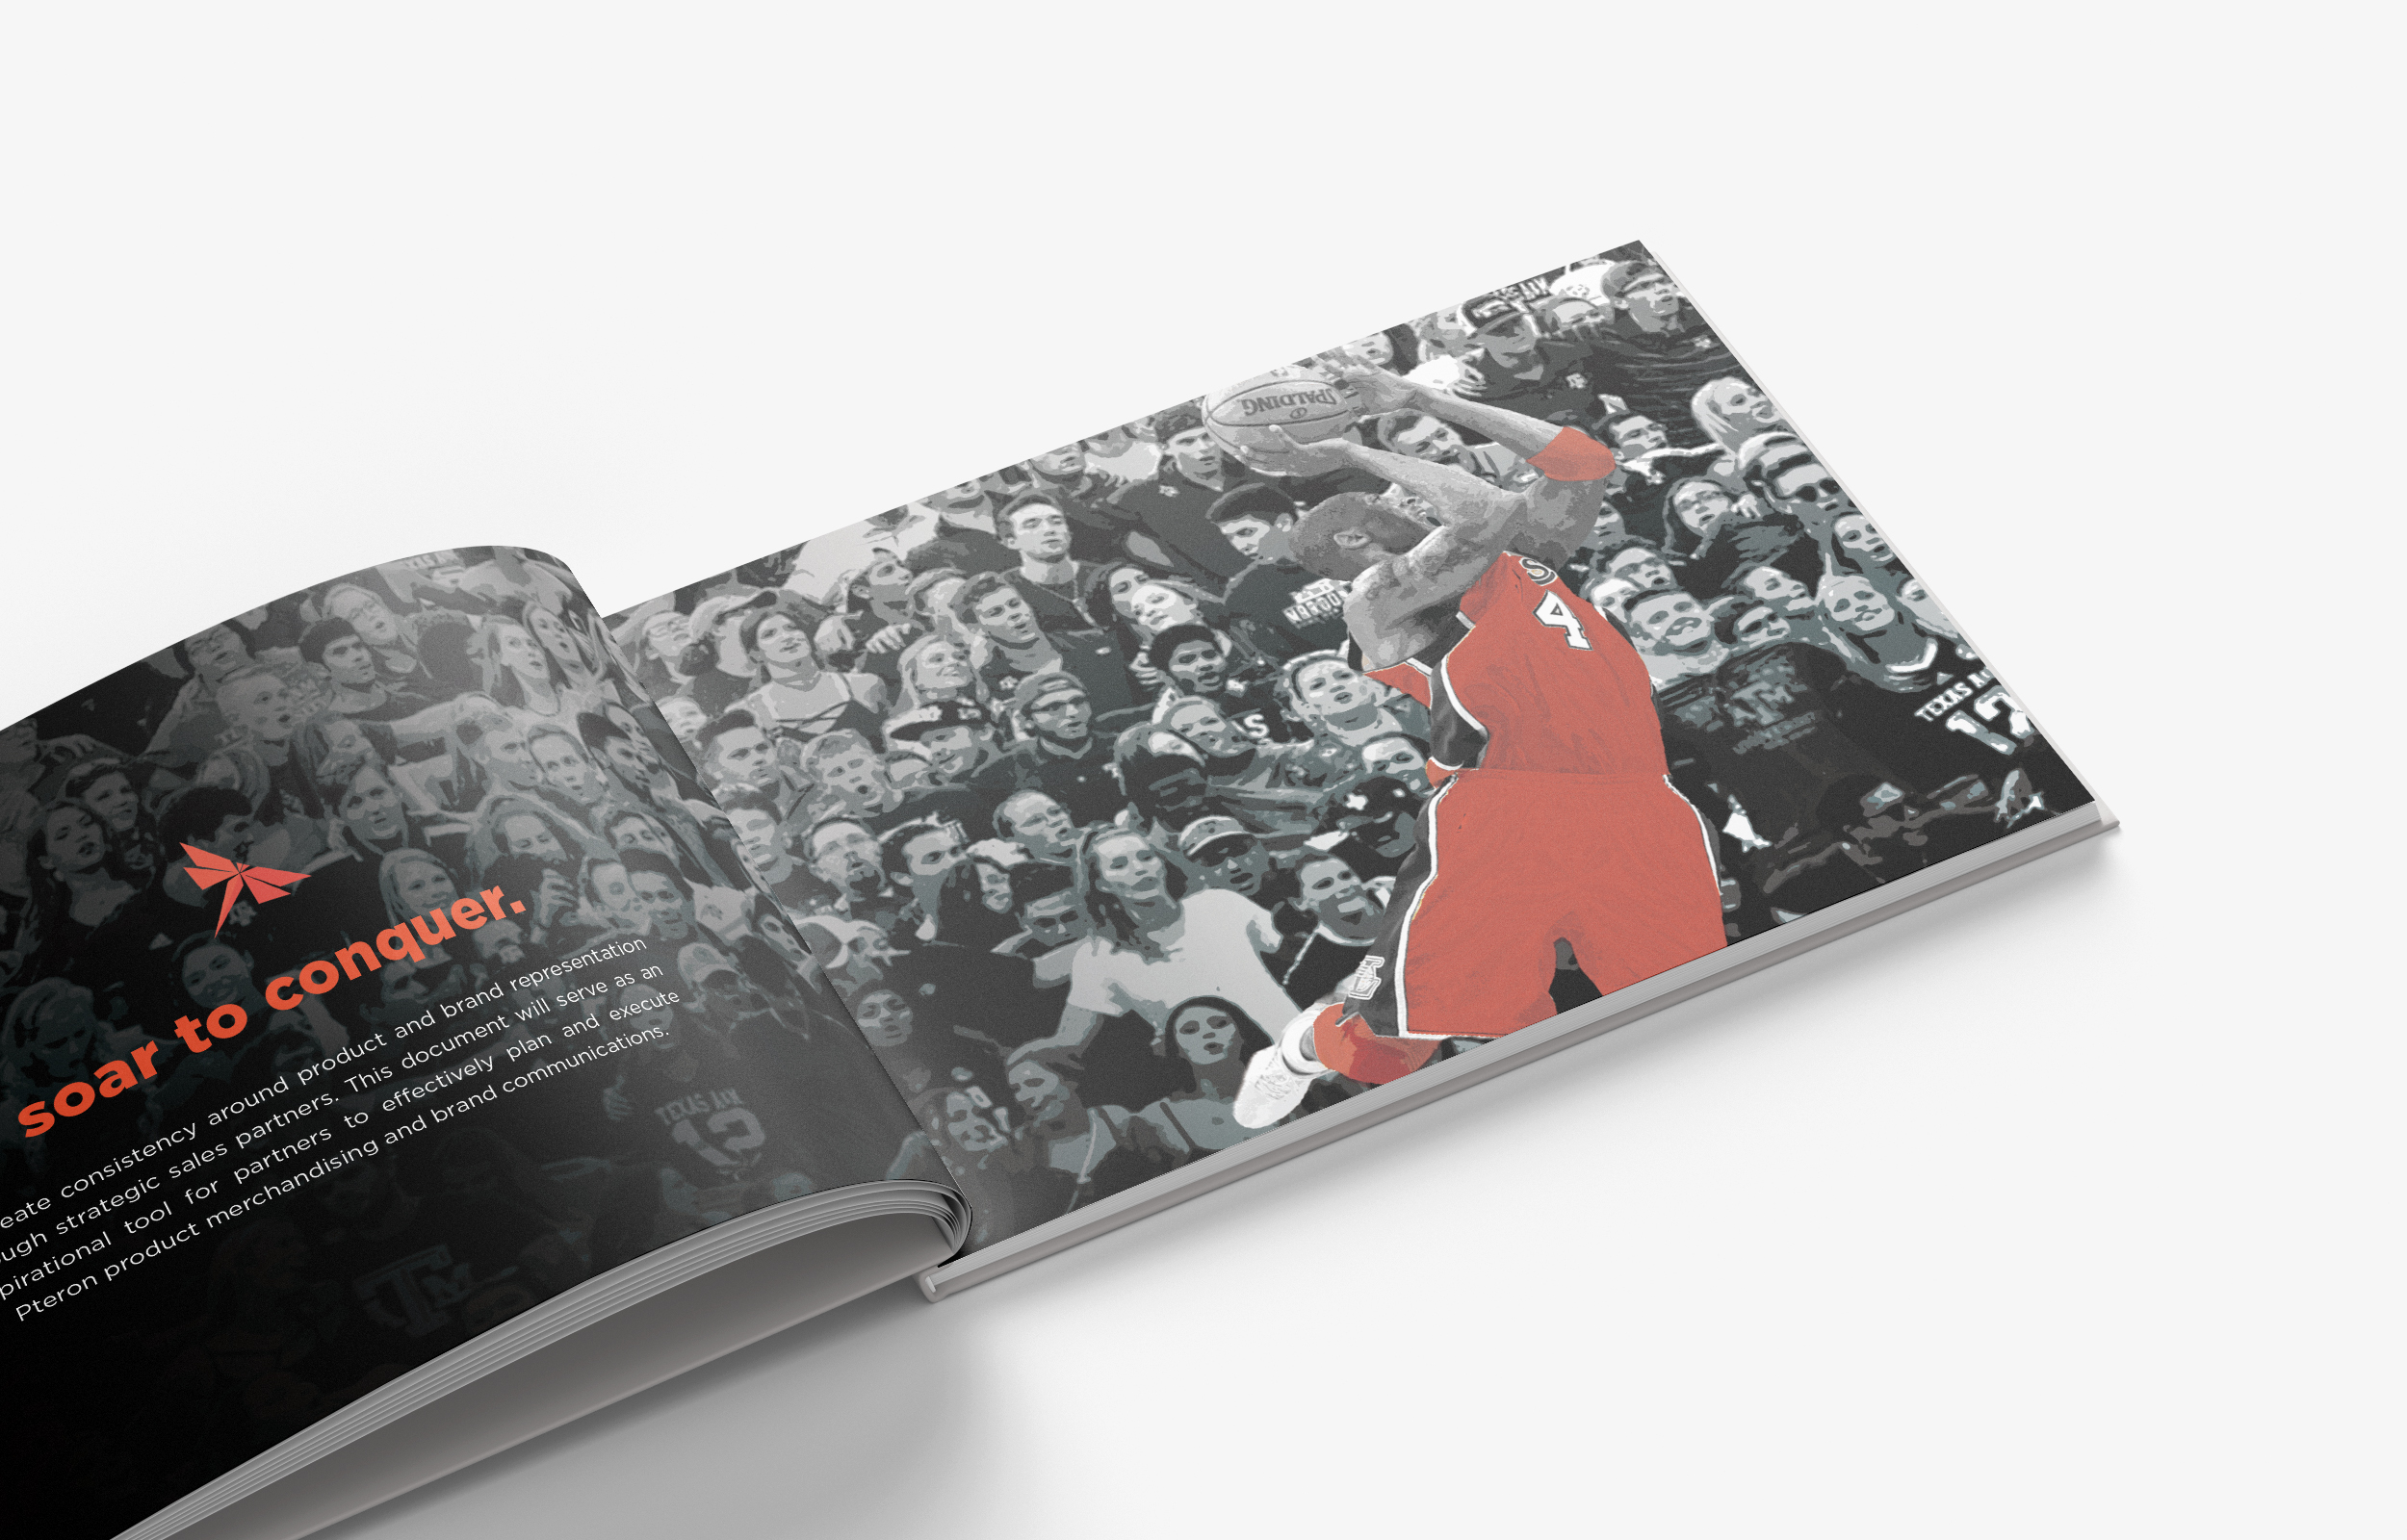 soar to conquer.
eate consistency around product and brand representation
ugh strategic sales partners. This document will serve as an
pirational tool for partners to effectively plan and execute
Pteron product merchandising and brand communications.
TEXAS A&M
12
SPALDING
S
4
TEXAS A
12